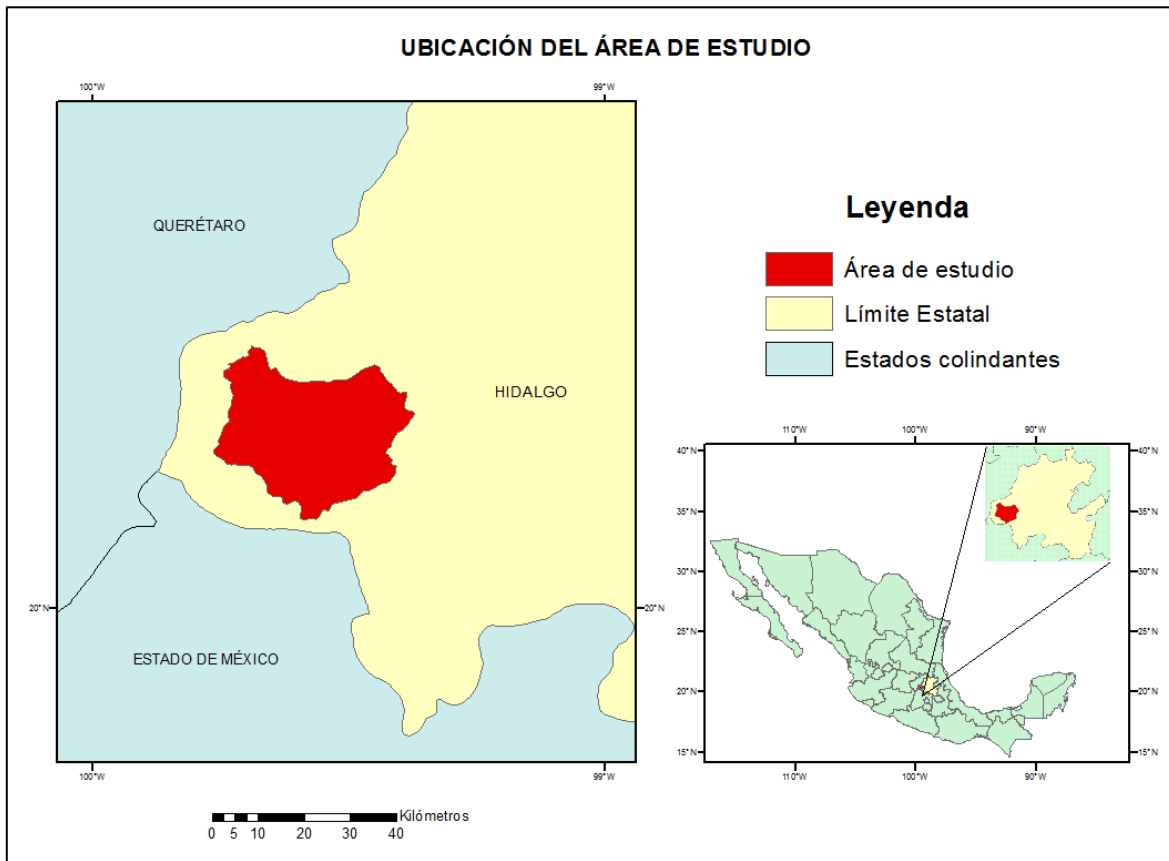 UBICACIÓN DEL ÁREA DE ESTUDIO
100°W 99°W
QUERÉTARO
HIDALGO
20°N 20°N
ESTADO DE MÉXICO
100°W 99°W
Kilómetros
0 5 10 20 30 40
Leyenda
Área de estudio
Límite Estatal
Estados colindantes
110°W 100°W 90°W
40°N 40°N
35°N 35°N
30°N 30°N
25°N 25°N
20°N 20°N
15°N 15°N
110°W 100°W 90°W